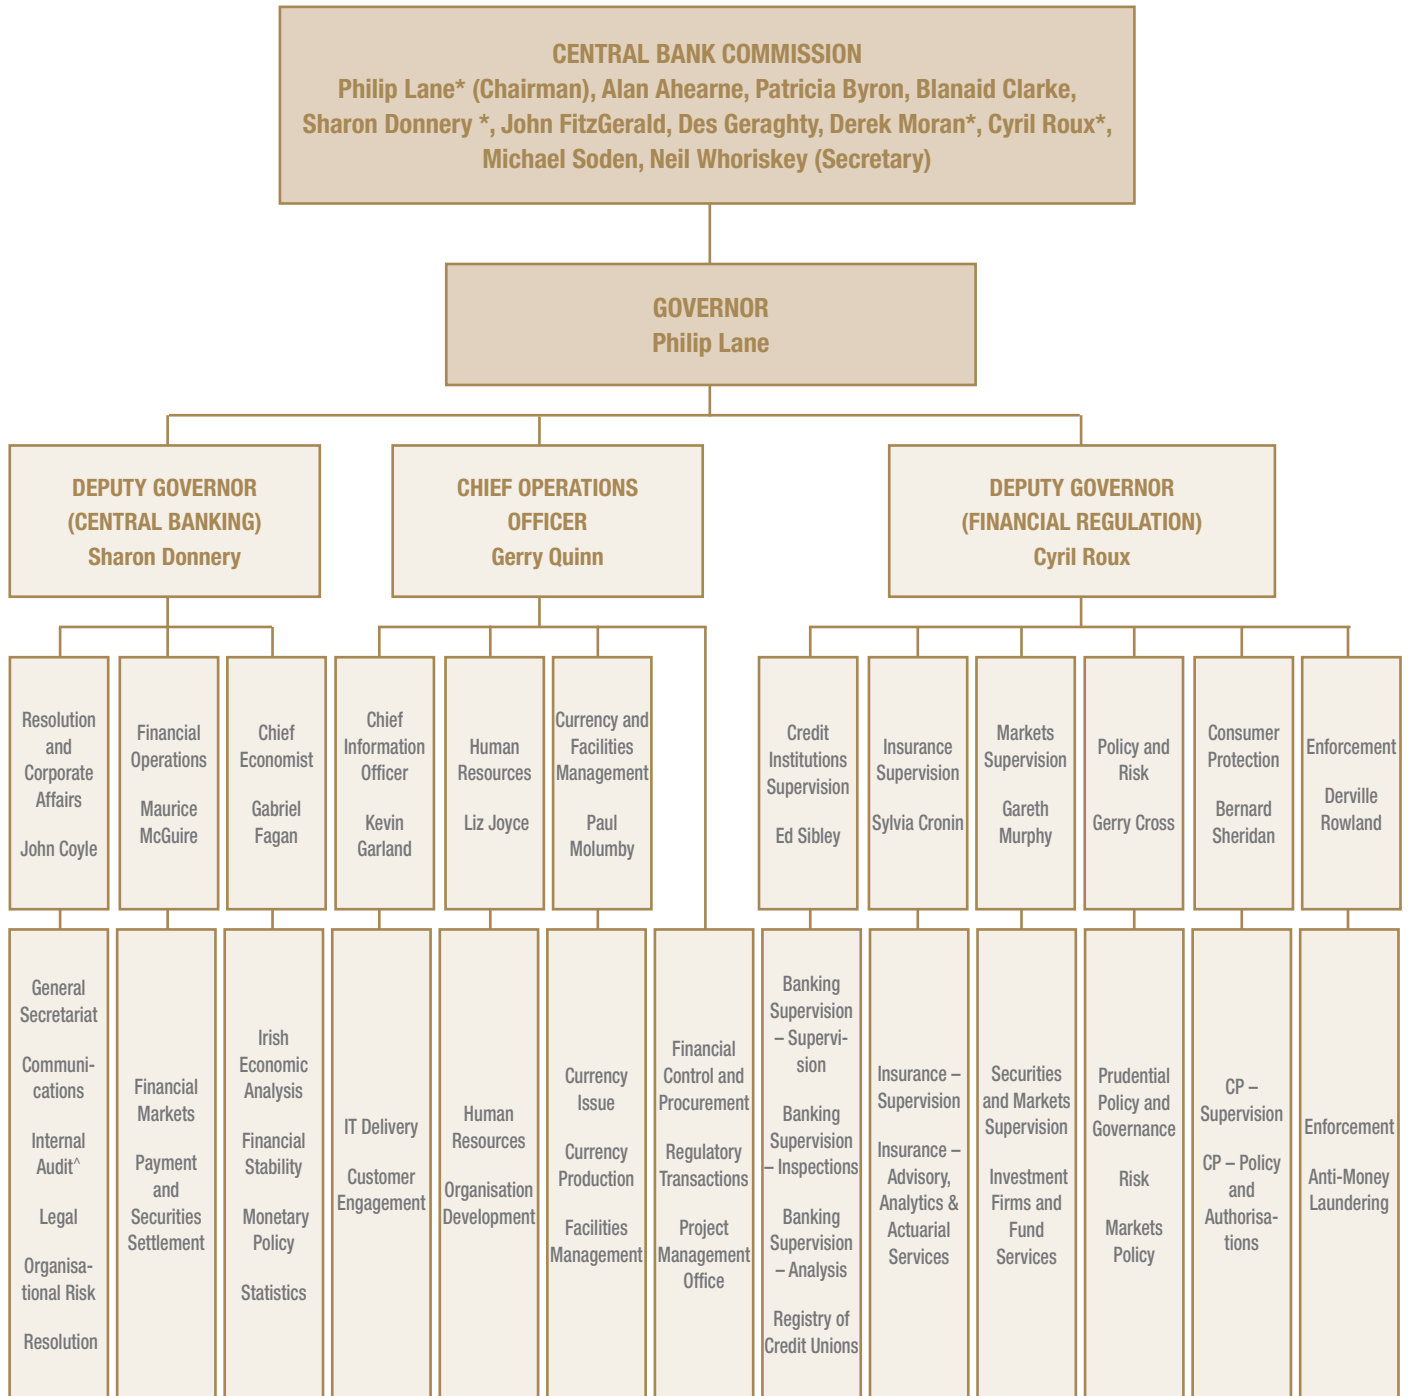 CENTRAL BANK COMMISSION
Philip Lane* (Chairman), Alan Ahearne, Patricia Byron, Blanaid Clarke,
Sharon Donnery *, John FitzGerald, Des Geraghty, Derek Moran*, Cyril Roux*,
Michael Soden, Neil Whoriskey (Secretary)
GOVERNOR
Philip Lane
DEPUTY GOVERNOR
(CENTRAL BANKING)
Sharon Donnery
CHIEF OPERATIONS
OFFICER
Gerry Quinn
DEPUTY GOVERNOR
(FINANCIAL REGULATION)
Cyril Roux
Resolution
and
Corporate
Affairs
John Coyle
Financial
Operations
Maurice
McGuire
Chief
Economist
Gabriel
Fagan
Chief
Information
Officer
Kevin
Garland
Human
Resources
Liz Joyce
Currency and
Facilities
Management
Paul
Molumby
Credit
Institutions
Supervision
Ed Sibley
Insurance
Supervision
Sylvia Cronin
Markets
Supervision
Gareth
Murphy
Policy and
Risk
Gerry Cross
Consumer
Protection
Bernard
Sheridan
Enforcement
Derville
Rowland
General
Secretariat
Communi-
cations
Internal
Audit^
Legal
Organisa-
tional Risk
Resolution
Financial
Markets
Payment
and
Securities
Settlement
Irish
Economic
Analysis
Financial
Stability
Monetary
Policy
Statistics
IT Delivery
Customer
Engagement
Human
Resources
Organisation
Development
Currency
Issue
Currency
Production
Facilities
Management
Financial
Control and
Procurement
Regulatory
Transactions
Project
Management
Office
Banking
Supervision
– Supervi-
sion
Banking
Supervision
– Inspections
Banking
Supervision
– Analysis
Registry of
Credit Unions
Insurance –
Supervision
Insurance –
Advisory,
Analytics &
Actuarial
Services
Securities
and Markets
Supervision
Investment
Firms and
Fund
Services
Prudential
Policy and
Governance
Risk
Markets
Policy
CP –
Supervision
CP – Policy
and
Authorisa-
tions
Enforcement
Anti-Money
Laundering